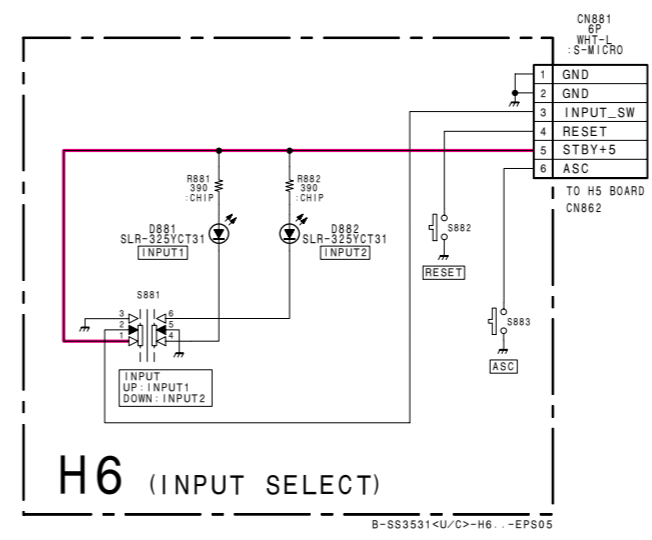 CN881
6P
WHT-L
:S-MICRO
1 GND
2 GND
3 INPUT_SW
4 RESET
5 STBY+5
6 ASC
TO H5 BOARD
CN862
R881
390
:CHIP
R882
390
:CHIP
D881
SLR-325YCT31
INPUT1
D882
SLR-325YCT31
INPUT2
S882
RESET
S881
3
2
1
6
5
4
S883
ASC
INPUT
UP:INPUT1
DOWN:INPUT2
H6 (INPUT SELECT)
B-SS3531<U/C>-H6..-EPS05